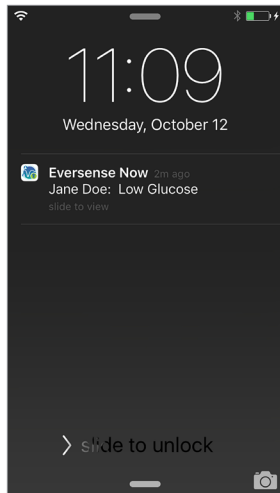 11:09
Wednesday, October 12
Eversense Now 2m ago
Jane Doe: Low Glucose
slide to view
slide to unlock